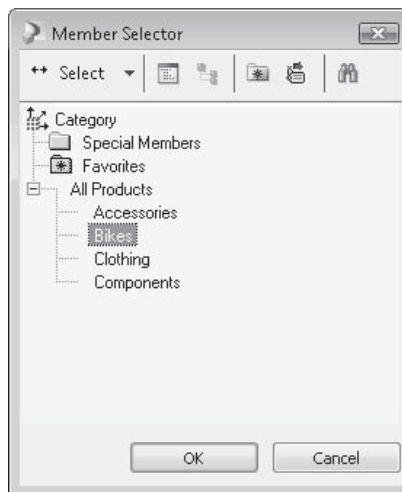 Member Selector
Select
Category
Special Members
Favorites
All Products
Accessories
Bikes
Clothing
Components
OK
Cancel